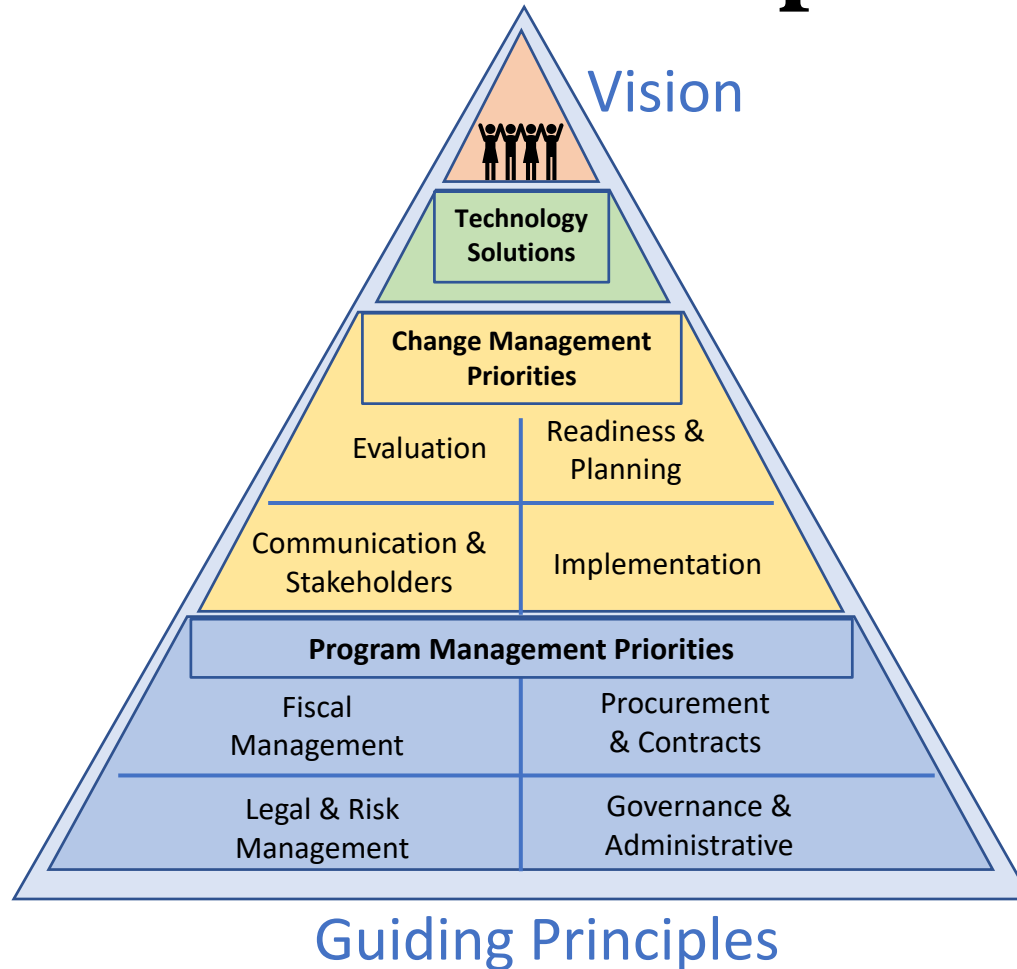 Vision
Technology
Solutions
Change Management
Priorities
Evaluation
Readiness &
Planning
Communication &
Stakeholders
Implementation
Program Management Priorities
Fiscal
Management
Procurement
& Contracts
Legal & Risk
Management
Governance &
Administrative
Guiding Principles